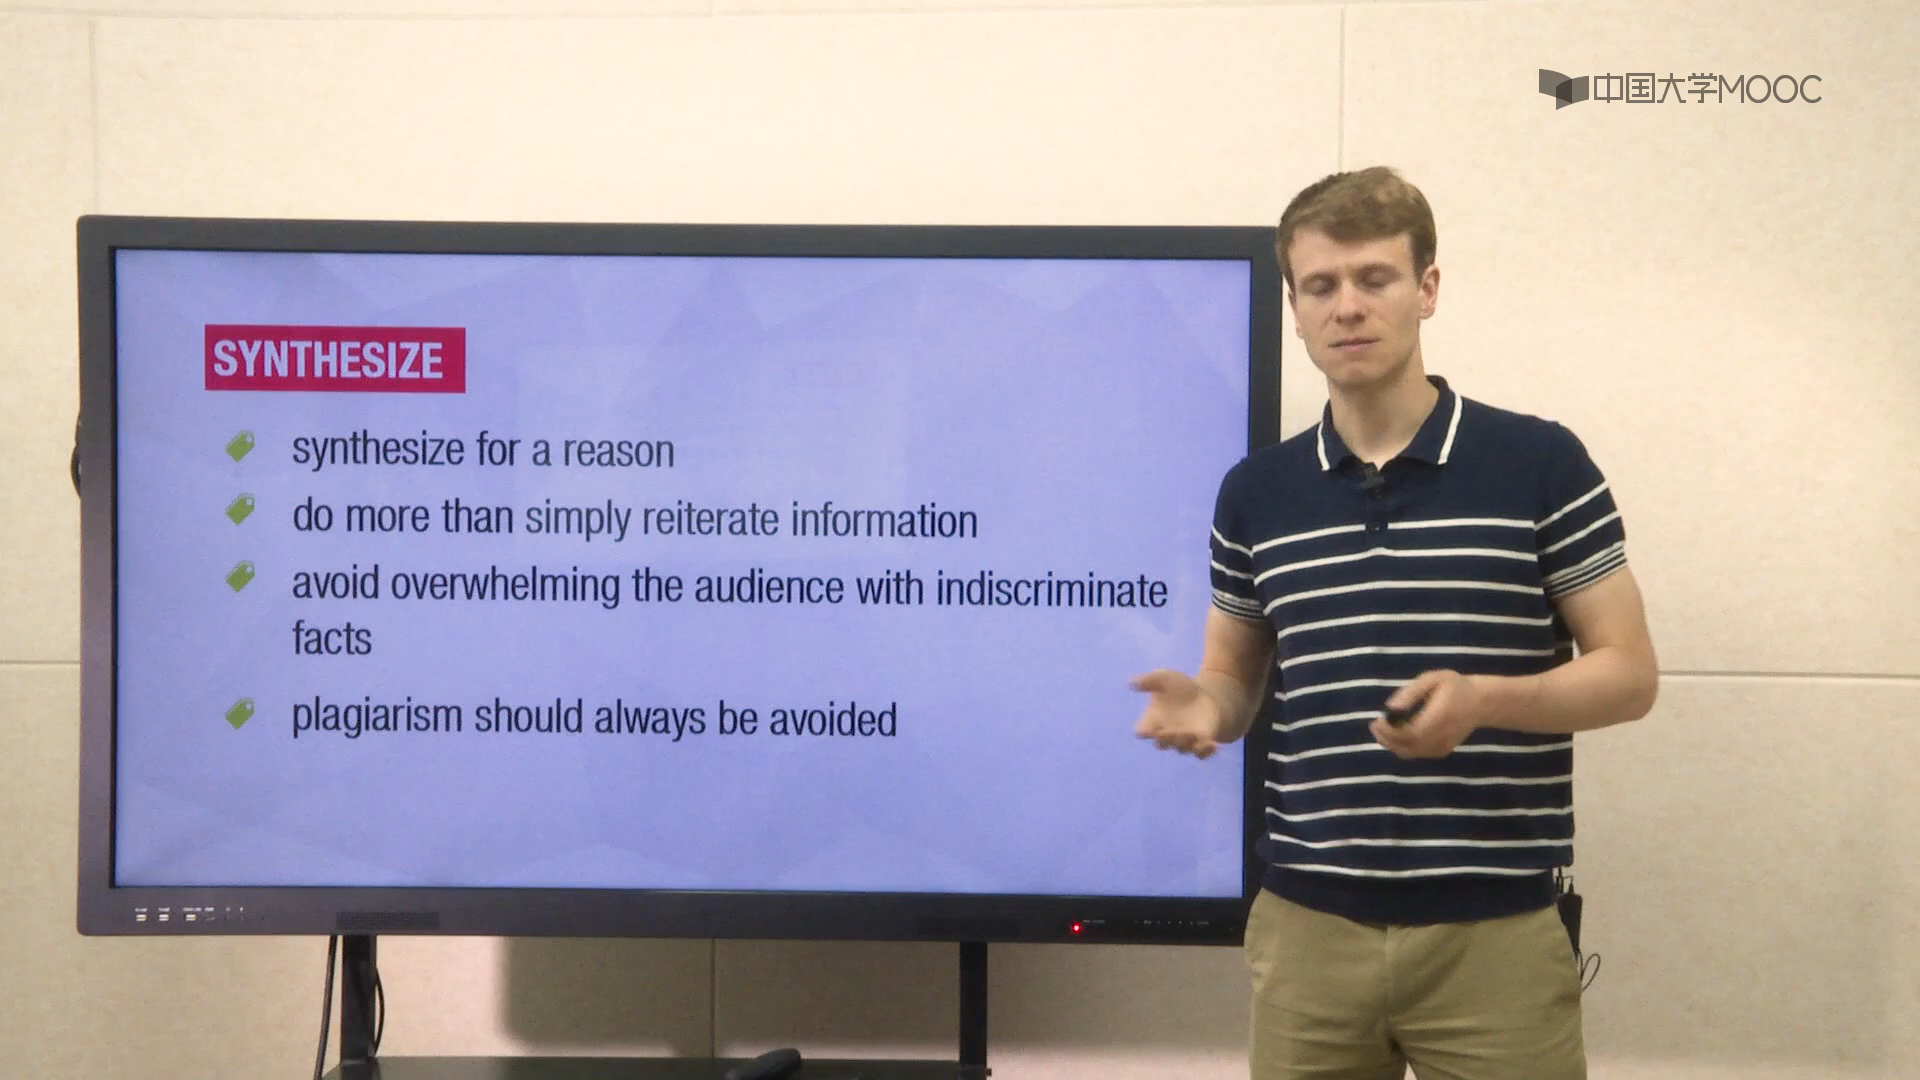 中国大学MOOC
SYNTHESIZE
synthesize for a reason
do more than simply reiterate information
avoid overwhelming the audience with indiscriminate
facts
plagiarism should always be avoided